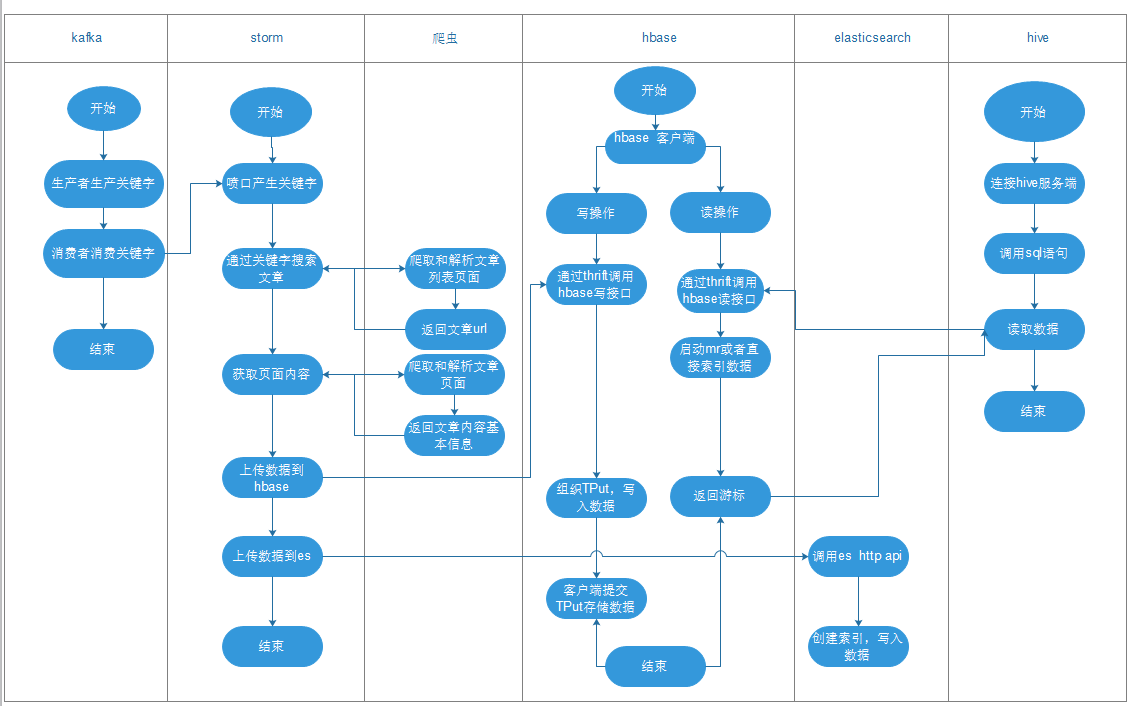 kafka
storm
爬虫
hbase
elasticsearch
hive
开始
生产者生产关键字
消费者消费关键字
结束
开始
喷口产生关键字
通过关键字搜索
文章
获取页面内容
上传数据到
hbase
上传数据到es
结束
爬取和解析文章
列表页面
返回文章url
爬取和解析文章
页面
返回文章内容基
本信息
开始
hbase 客户端
写操作
通过thrift调用
hbase写接口
组织TPut，写
入数据
客户端提交
TPut存储数据
读操作
通过thrift调用
hbase读接口
启动mr或者直
接索引数据
返回游标
结束
调用es http api
创建索引，写入
数据
开始
连接hive服务端
调用sql语句
读取数据
结束